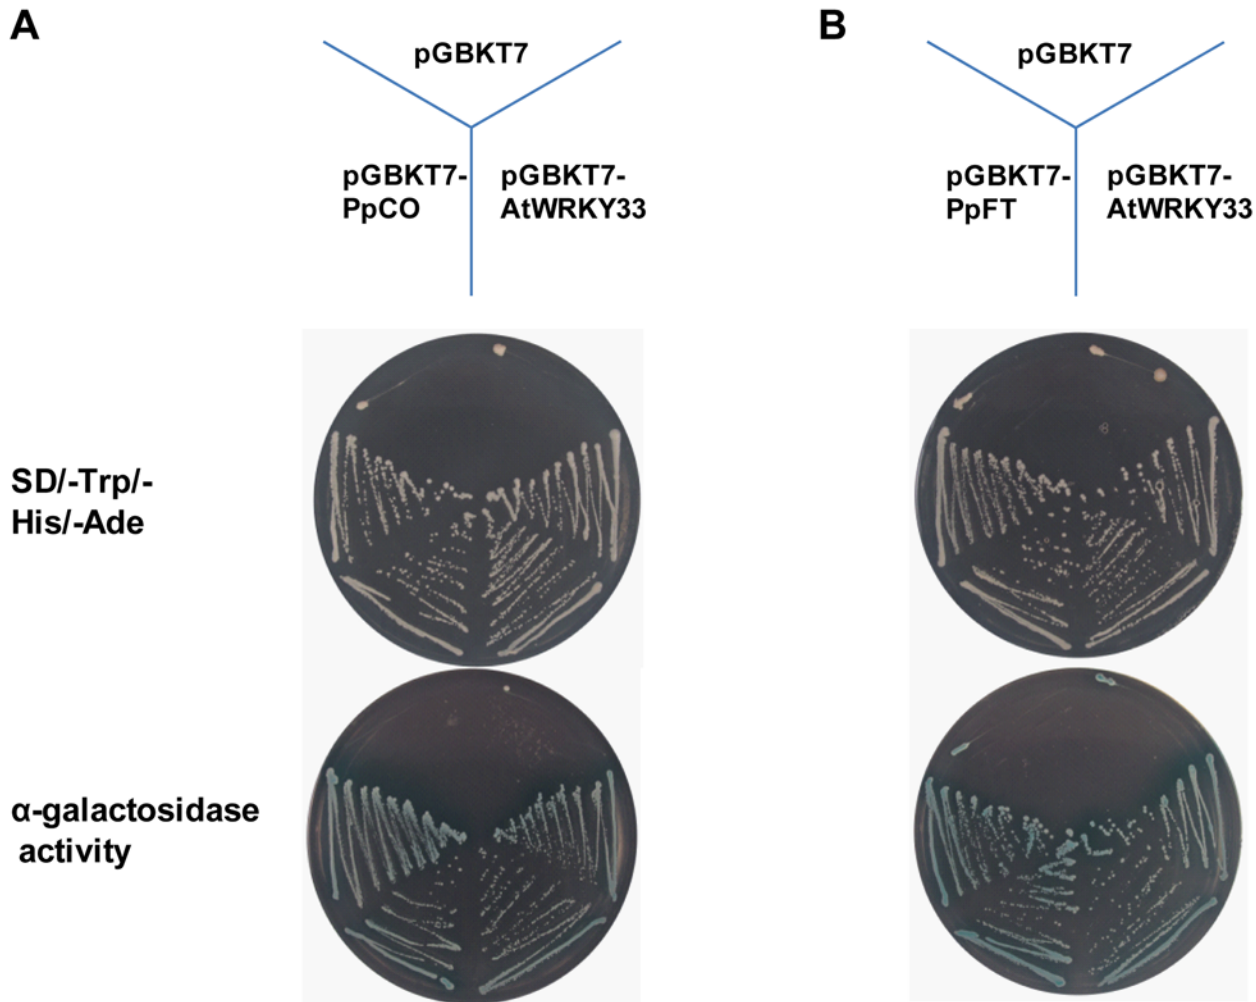 A
pGBKT7
pGBKT7-
PpCO
pGBKT7-
AtWRKY33
B
pGBKT7
pGBKT7-
PpFT
pGBKT7-
AtWRKY33
SD/-Trp/-
His/-Ade
α-galactosidase
activity